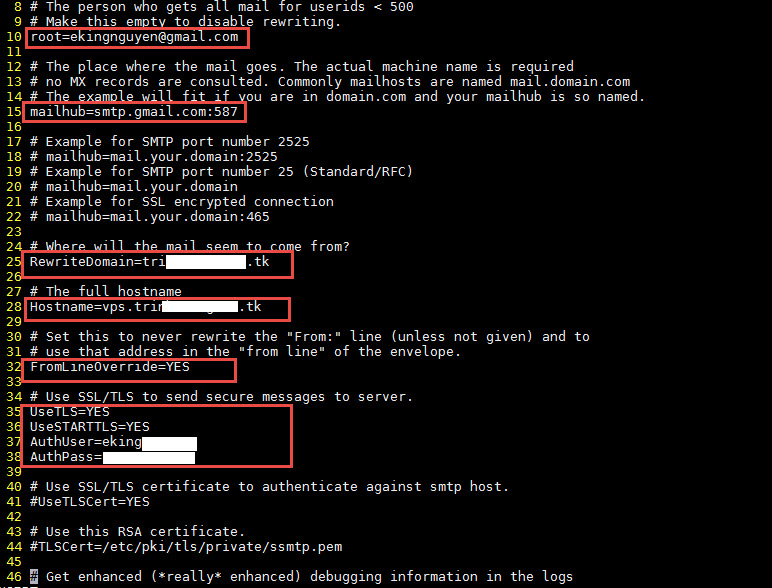 8 # The person who gets all mail for userids < 500
9 # Make this empty to disable rewriting.
10 root=ekingnguyen@gmail.com
11
12 # The place where the mail goes. The actual machine name is required
13 # no MX records are consulted. Commonly mailhosts are named mail.domain.com
14 # The example will fit if you are in domain.com and your mailhub is so named.
15 mailhub=smtp.gmail.com:587
16
17 # Example for SMTP port number 2525
18 # mailhub=mail.your.domain:2525
19 # Example for SMTP port number 25 (Standard/RFC)
20 # mailhub=mail.your.domain
21 # Example for SSL encrypted connection
22 # mailhub=mail.your.domain:465
23
24 # Where will the mail seem to come from?
25 RewriteDomain=tri .tk
26
27 # The full hostname
28 Hostname=vps.trin .tk
29
30 # Set this to never rewrite the "From:" line (unless not given) and to
31 # use that address in the "from line" of the envelope.
32 FromLineOverride=YES
33
34 # Use SSL/TLS to send secure messages to server.
35 UseTLS=YES
36 UseSTARTTLS=YES
37 AuthUser=eking
38 AuthPass=
39
40 # Use SSL/TLS certificate to authenticate against smtp host.
41 #UseTLSCert=YES
42
43 # Use this RSA certificate.
44 #TLSCert=/etc/pki/tls/private/ssmtp.pem
45
46 # Get enhanced (*really* enhanced) debugging information in the logs